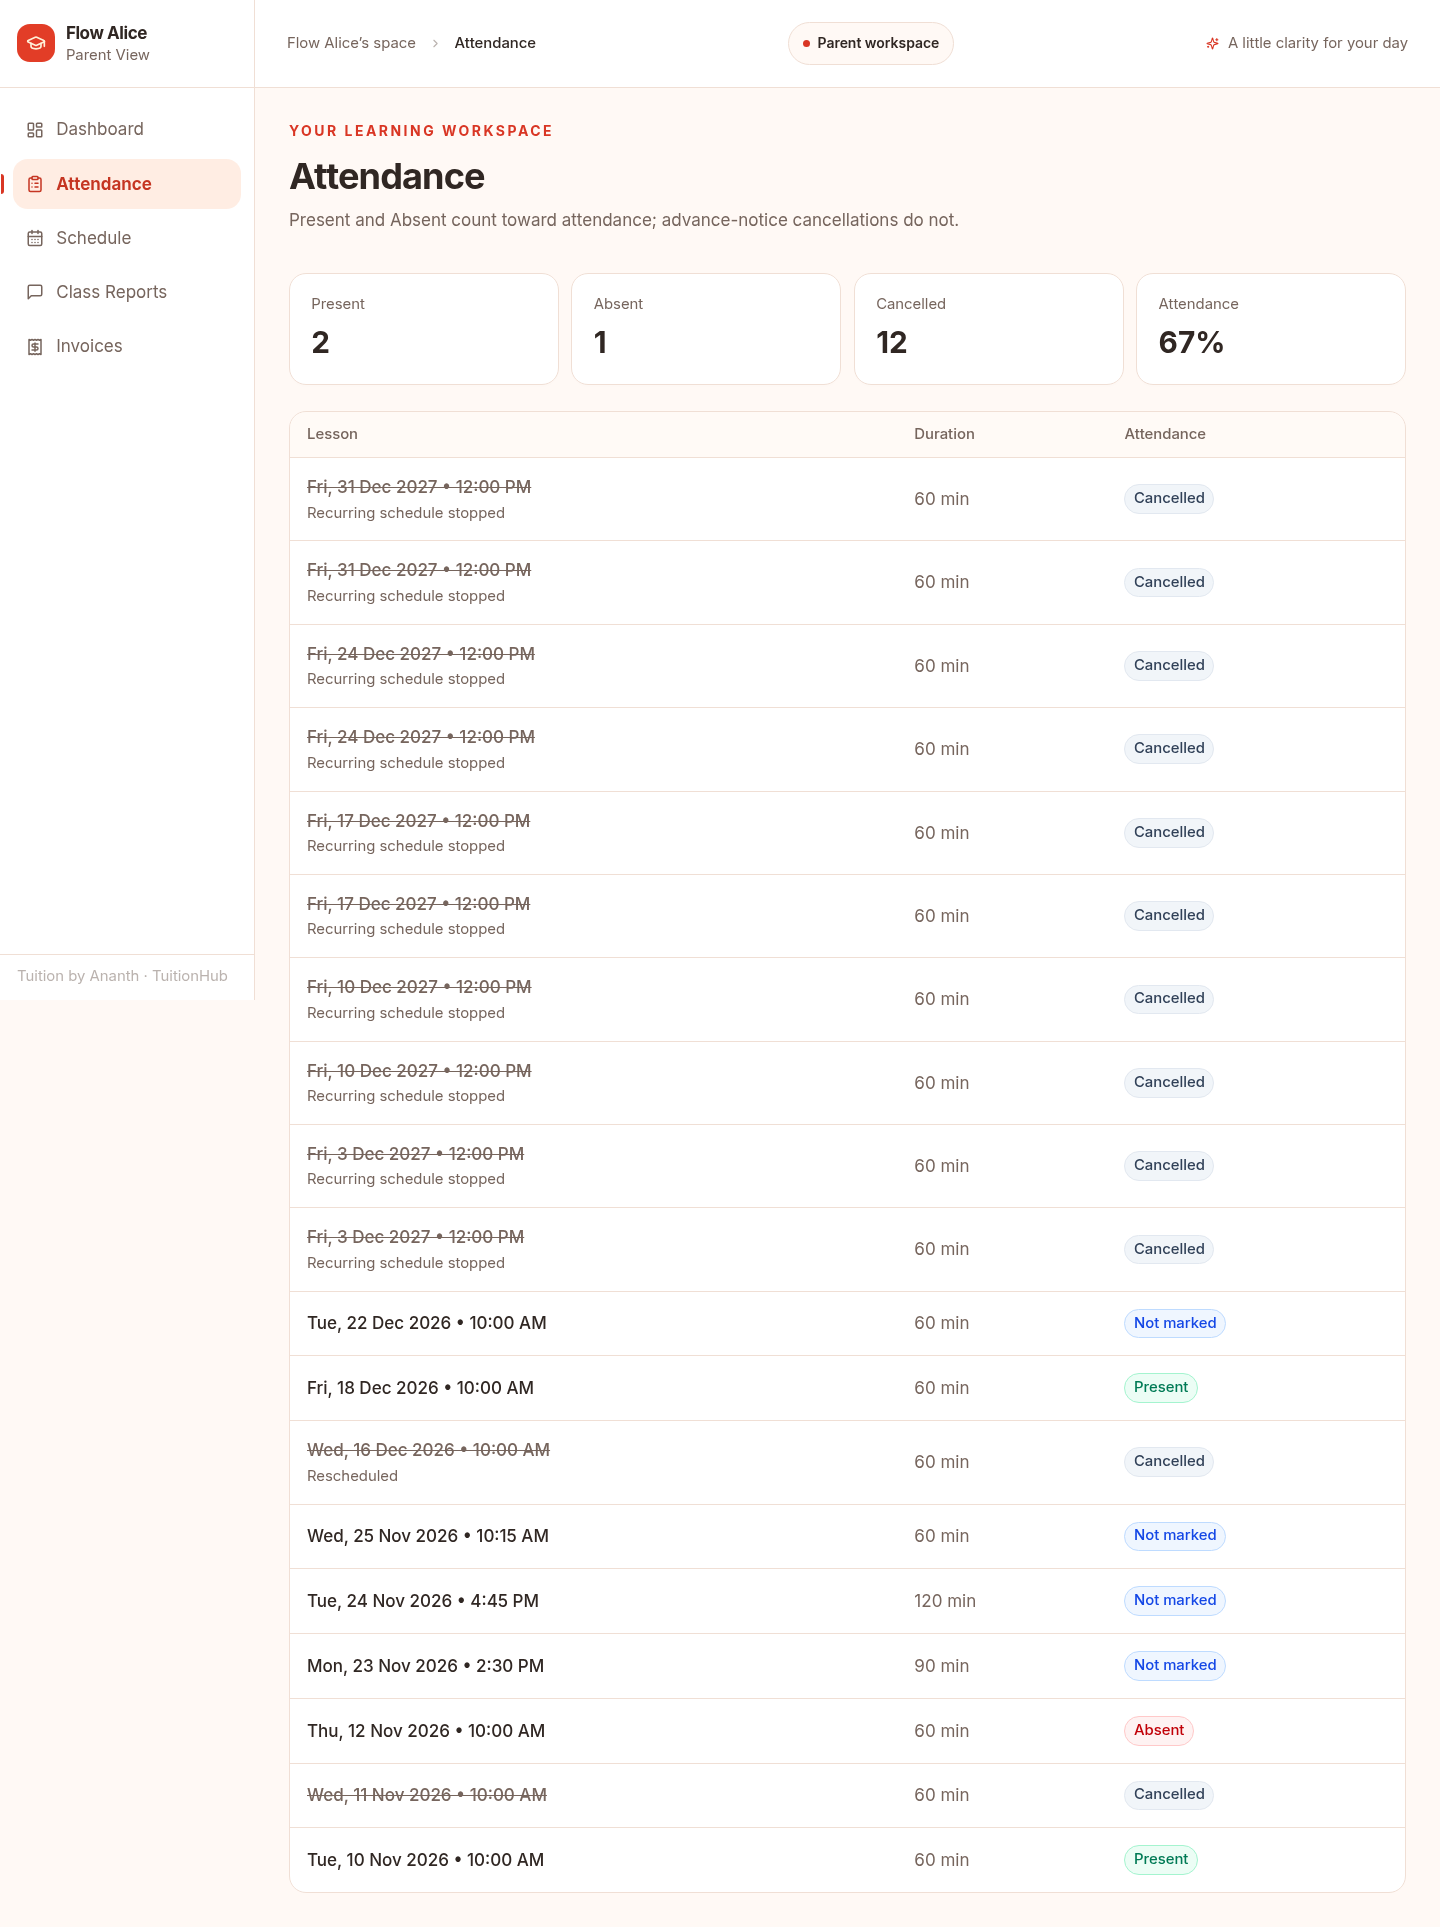 Flow Alice
Parent View
Flow Alice's space
Attendance
Parent workspace
A little clarity for your day
Dashboard
Attendance
Schedule
Class Reports
Invoices
Tuition by Ananth · TuitionHub
YOUR LEARNING WORKSPACE
Attendance
Present and Absent count toward attendance; advance-notice cancellations do not.
Present
2
Absent
1
Cancelled
12
Attendance
67%
Lesson Duration Attendance
Fri, 31 Dec 2027 • 12:00 PM
Recurring schedule stopped
60 min
Cancelled
Fri, 31 Dec 2027 • 12:00 PM
Recurring schedule stopped
60 min
Cancelled
Fri, 24 Dec 2027 • 12:00 PM
Recurring schedule stopped
60 min
Cancelled
Fri, 24 Dec 2027 • 12:00 PM
Recurring schedule stopped
60 min
Cancelled
Fri, 17 Dec 2027 • 12:00 PM
Recurring schedule stopped
60 min
Cancelled
Fri, 17 Dec 2027 • 12:00 PM
Recurring schedule stopped
60 min
Cancelled
Fri, 10 Dec 2027 • 12:00 PM
Recurring schedule stopped
60 min
Cancelled
Fri, 10 Dec 2027 • 12:00 PM
Recurring schedule stopped
60 min
Cancelled
Fri, 3 Dec 2027 • 12:00 PM
Recurring schedule stopped
60 min
Cancelled
Fri, 3 Dec 2027 • 12:00 PM
Recurring schedule stopped
60 min
Cancelled
Tue, 22 Dec 2026 • 10:00 AM 60 min Not marked
Fri, 18 Dec 2026 • 10:00 AM 60 min Present
Wed, 16 Dec 2026 • 10:00 AM
Rescheduled
60 min
Cancelled
Wed, 25 Nov 2026 • 10:15 AM 60 min Not marked
Tue, 24 Nov 2026 • 4:45 PM 120 min Not marked
Mon, 23 Nov 2026 • 2:30 PM 90 min Not marked
Thu, 12 Nov 2026 • 10:00 AM 60 min Absent
Wed, 11 Nov 2026 • 10:00 AM 60 min Cancelled
Tue, 10 Nov 2026 • 10:00 AM 60 min Present